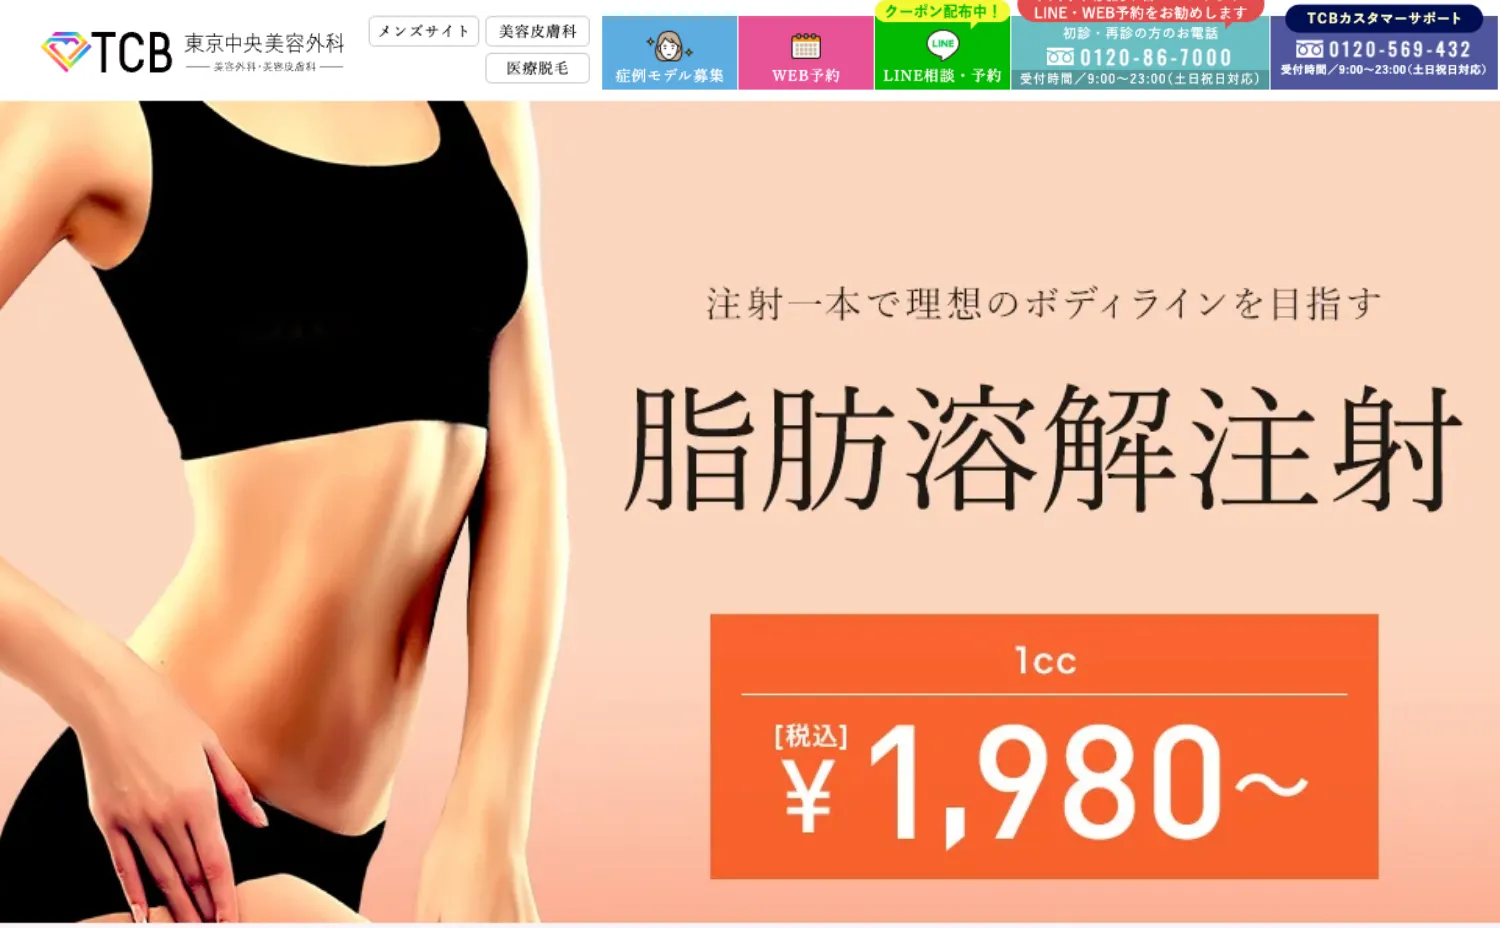 TCB 東京中央美容外科
美容外科・美容皮膚科
メンズサイト
美容皮膚科
医療脱毛
症例モデル募集
WEB予約
クーポン配布中！
LINE
LINE相談・予約
LINE・WEB予約をお勧めします
初診・再診の方のお電話
0120-86-7000
受付時間／9:00〜23:00(土日祝日対応)
TCBカスタマーサポート
0120-569-432
受付時間／9:00〜23:00(土日祝日対応)
注射一本で理想のボディラインを目指す
脂肪溶解注射
1cc
[税込]
¥1,980〜